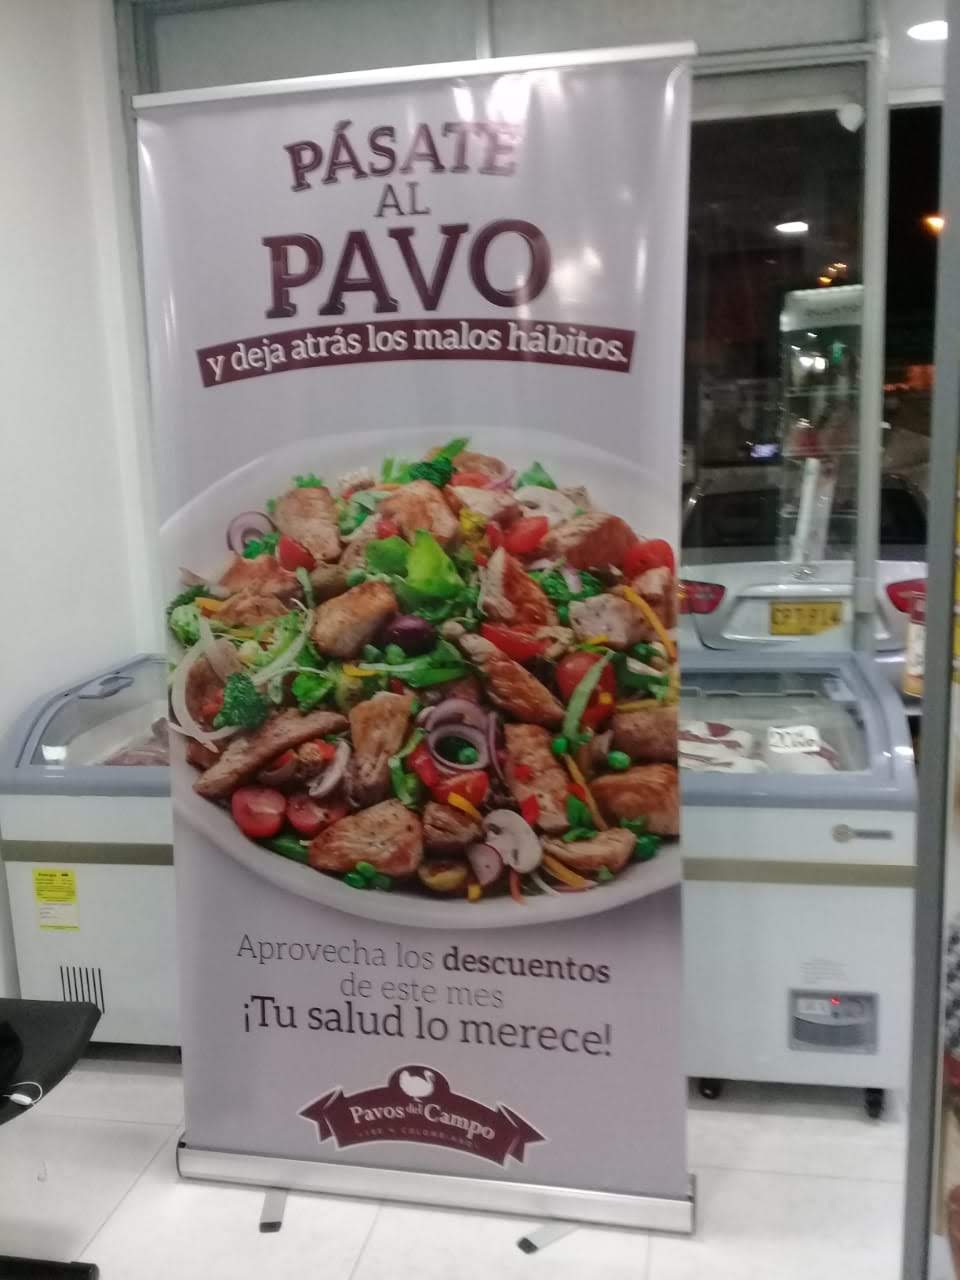 PÁSATE
AL
PAVO
y deja atrás los malos hábitos.
Aprovecha los descuentos
de este mes
¡Tu salud lo merece!
Pavos del Campo